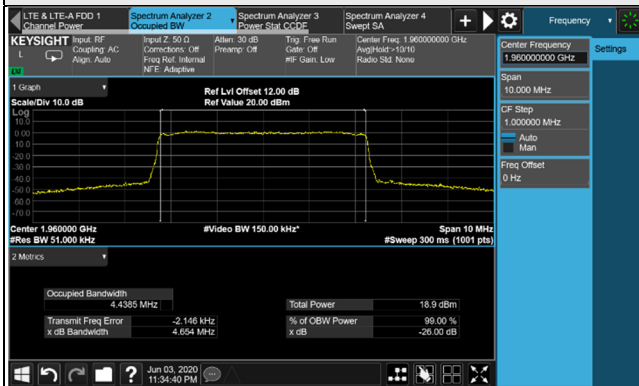 LTE & LTE-A FDD 1
Channel Power
Spectrum Analyzer 2
Occupied BW
Spectrum Analyzer 3
Power Stat CCDF
Spectrum Analyzer 4
Swept SA
Frequency
KEYSIGHT
L
LV
Input: RF
Coupling: AC
Align: Auto
Input Z: 50 Ω
Corrections: Off
Freq Ref: Internal
NFE: Adaptive
Atten: 30 dB
Preamp: Off
Trig: Free Run
Gate: Off
#IF Gain: Low
Center Freq: 1.960000000 GHz
Avg|Hold:>10/10
Radio Std: None
Center Frequency
1.960000000 GHz
Settings
Span
10.000 MHz
CF Step
1.000000 MHz
Auto
Man
Freq Offset
0 Hz
1 Graph
Scale/Div 10.0 dB
Ref Lvl Offset 12.00 dB
Ref Value 20.00 dBm
Log
10.0
0.00
-10.0
-20.0
-30.0
-40.0
-50.0
-60.0
-70.0
Center 1.960000 GHz
#Res BW 51.000 kHz
#Video BW 150.00 kHz*
Span 10 MHz
#Sweep 300 ms (1001 pts)
2 Metrics
Occupied Bandwidth
4.4385 MHz
Transmit Freq Error -2.146 kHz
x dB Bandwidth 4.654 MHz
Total Power 18.9 dBm
% of OBW Power 99.00 %
x dB -26.00 dB
?
Jun 03, 2020
11:34:40 PM